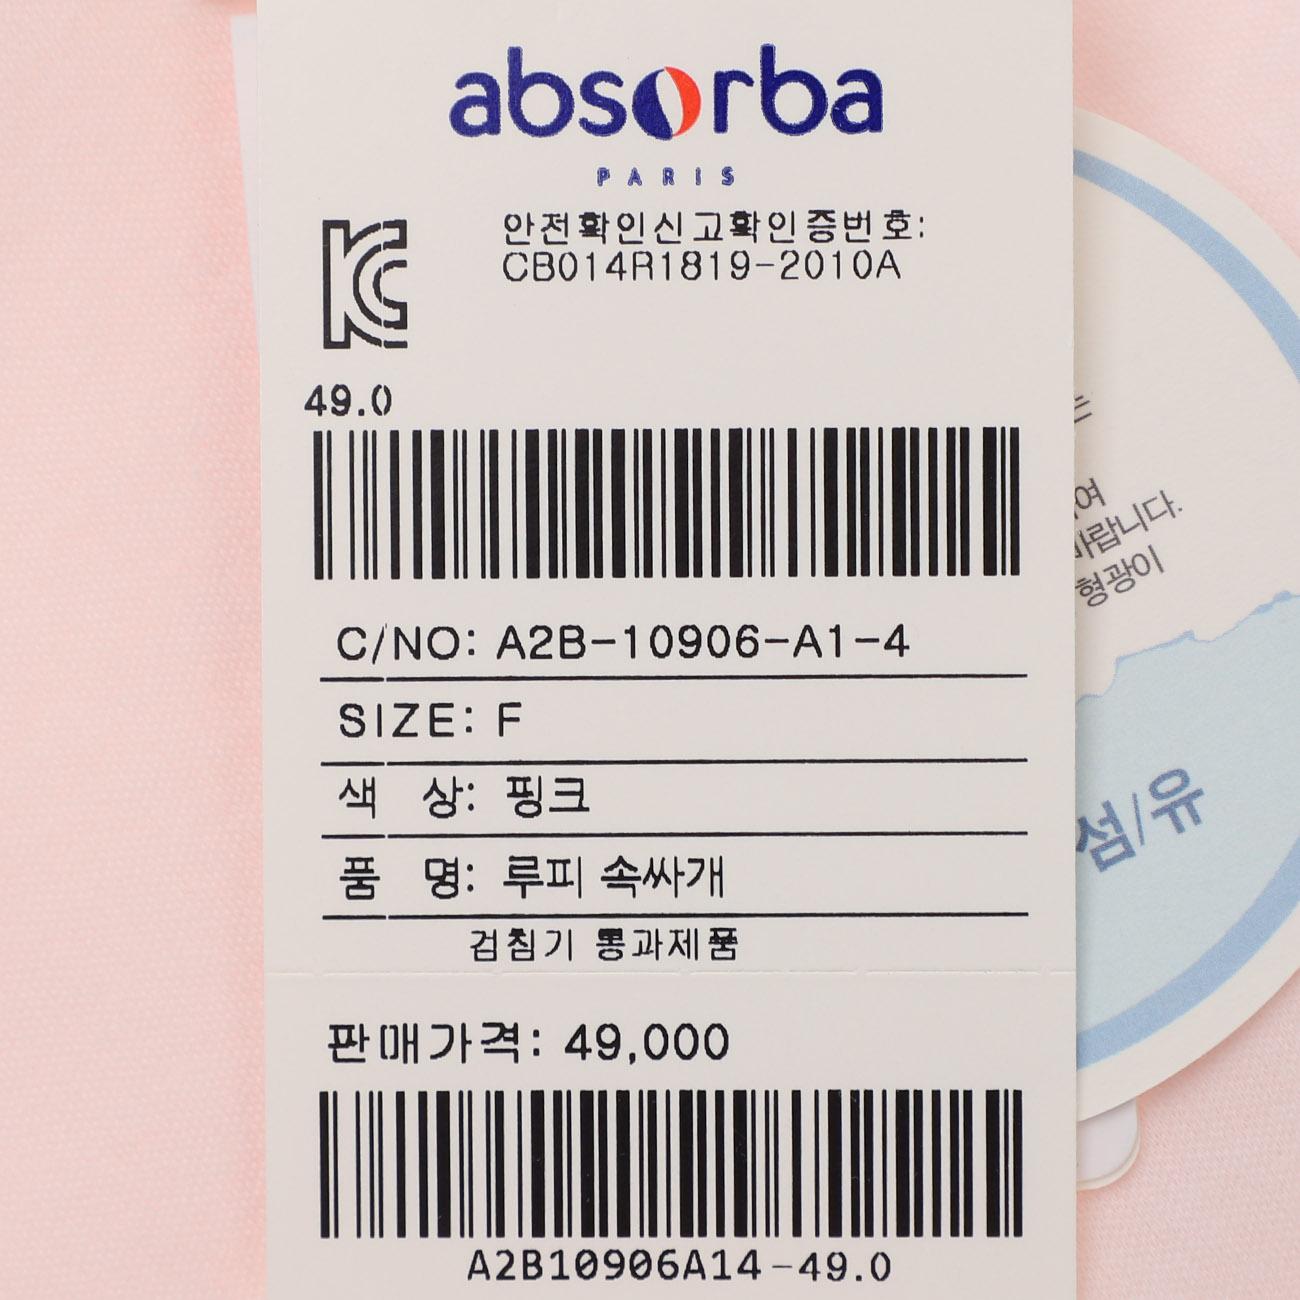 absorba
PARIS
안전확인신고확인증번호:
CB014R1819-2010A
49.0
C/NO: A2B-10906-A1-4
SIZE: F
색 상: 핑크
품 명: 루피 속싸개
검침기 통과제품
판매가격: 49,000
A2B10906A14-49.0
바랍니다.
형광이
섬/유